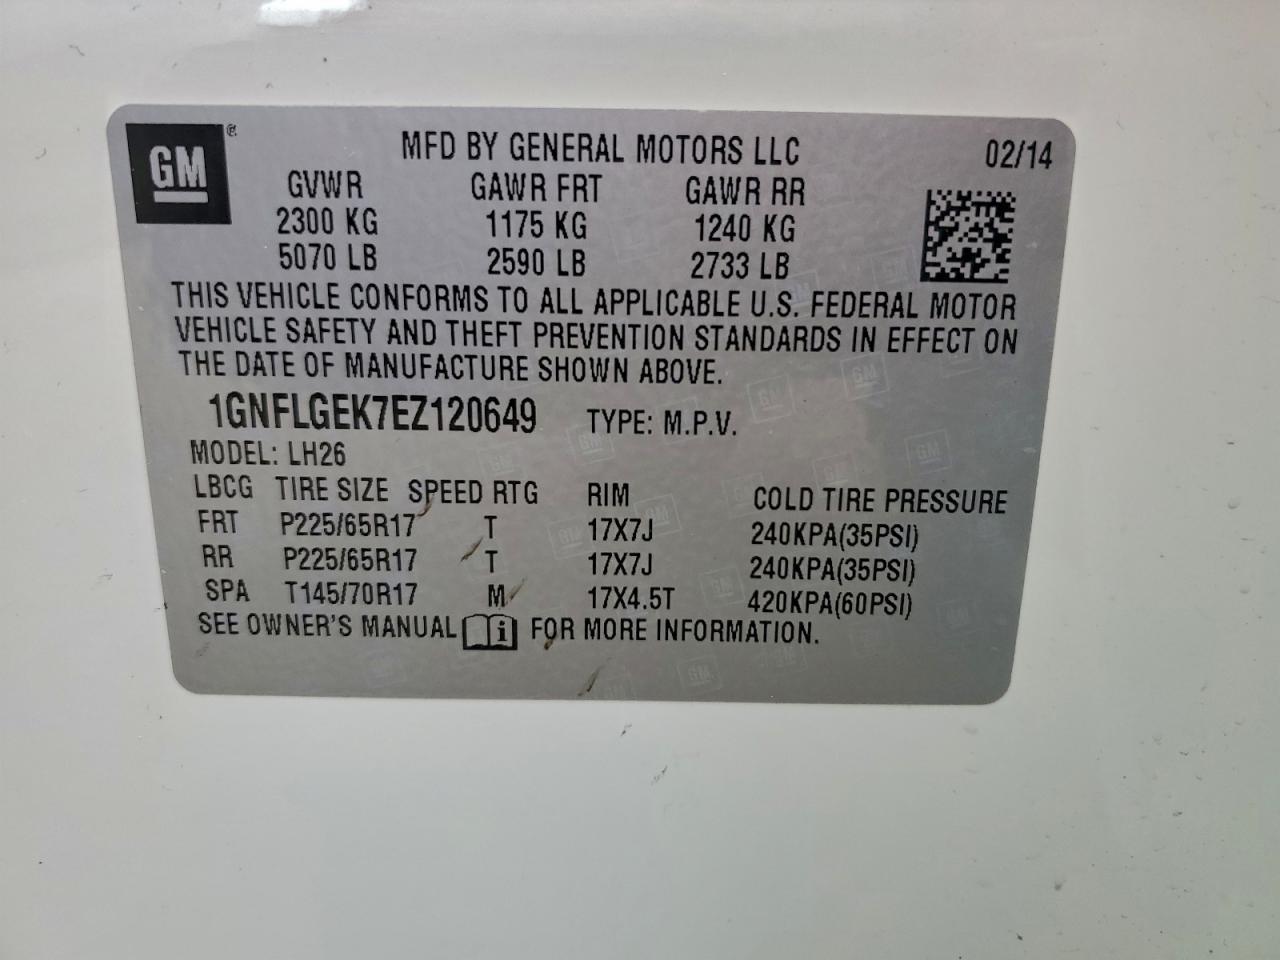 GM ®
MFD BY GENERAL MOTORS LLC 02/14
GVWR GAWR FRT GAWR RR
2300 KG 1175 KG 1240 KG
5070 LB 2590 LB 2733 LB
THIS VEHICLE CONFORMS TO ALL APPLICABLE U.S. FEDERAL MOTOR
VEHICLE SAFETY AND THEFT PREVENTION STANDARDS IN EFFECT ON
THE DATE OF MANUFACTURE SHOWN ABOVE.
1GNFLGEK7EZ120649 TYPE: M.P.V.
MODEL: LH26
LBCG TIRE SIZE SPEED RTG RIM COLD TIRE PRESSURE
FRT P225/65R17 T 17X7J 240KPA(35PSI)
RR P225/65R17 T 17X7J 240KPA(35PSI)
SPA T145/70R17 M 17X4.5T 420KPA(60PSI)
SEE OWNER'S MANUAL i FOR MORE INFORMATION.